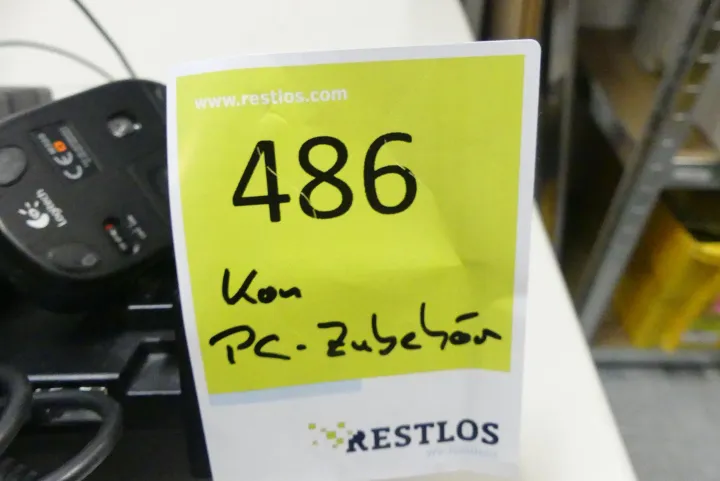 www.restlos.com
486
Kon
PC-Zubehör
RESTLOS
Logitech
CE